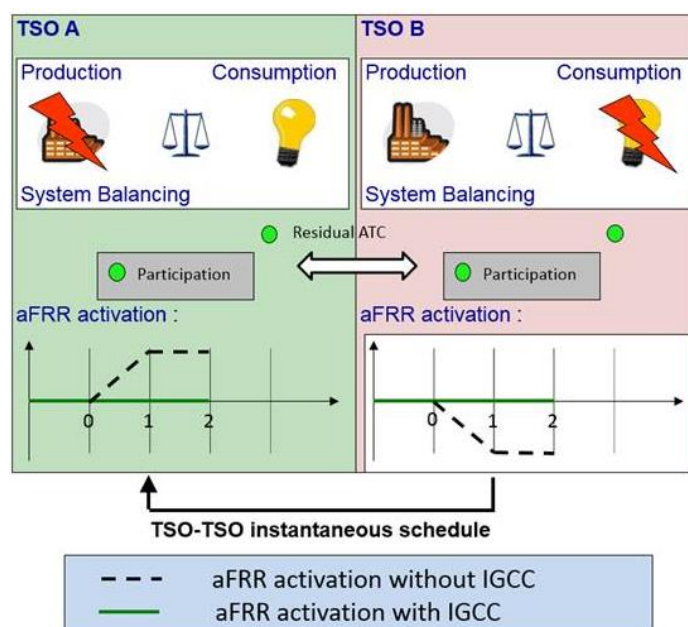 TSO A
TSO B
Production
Consumption
Production
Consumption
System Balancing
System Balancing
Residual ATC
Participation
Participation
aFRR activation :
aFRR activation :
0
1
2
0
1
2
TSO-TSO instantaneous schedule
aFRR activation without IGCC
aFRR activation with IGCC